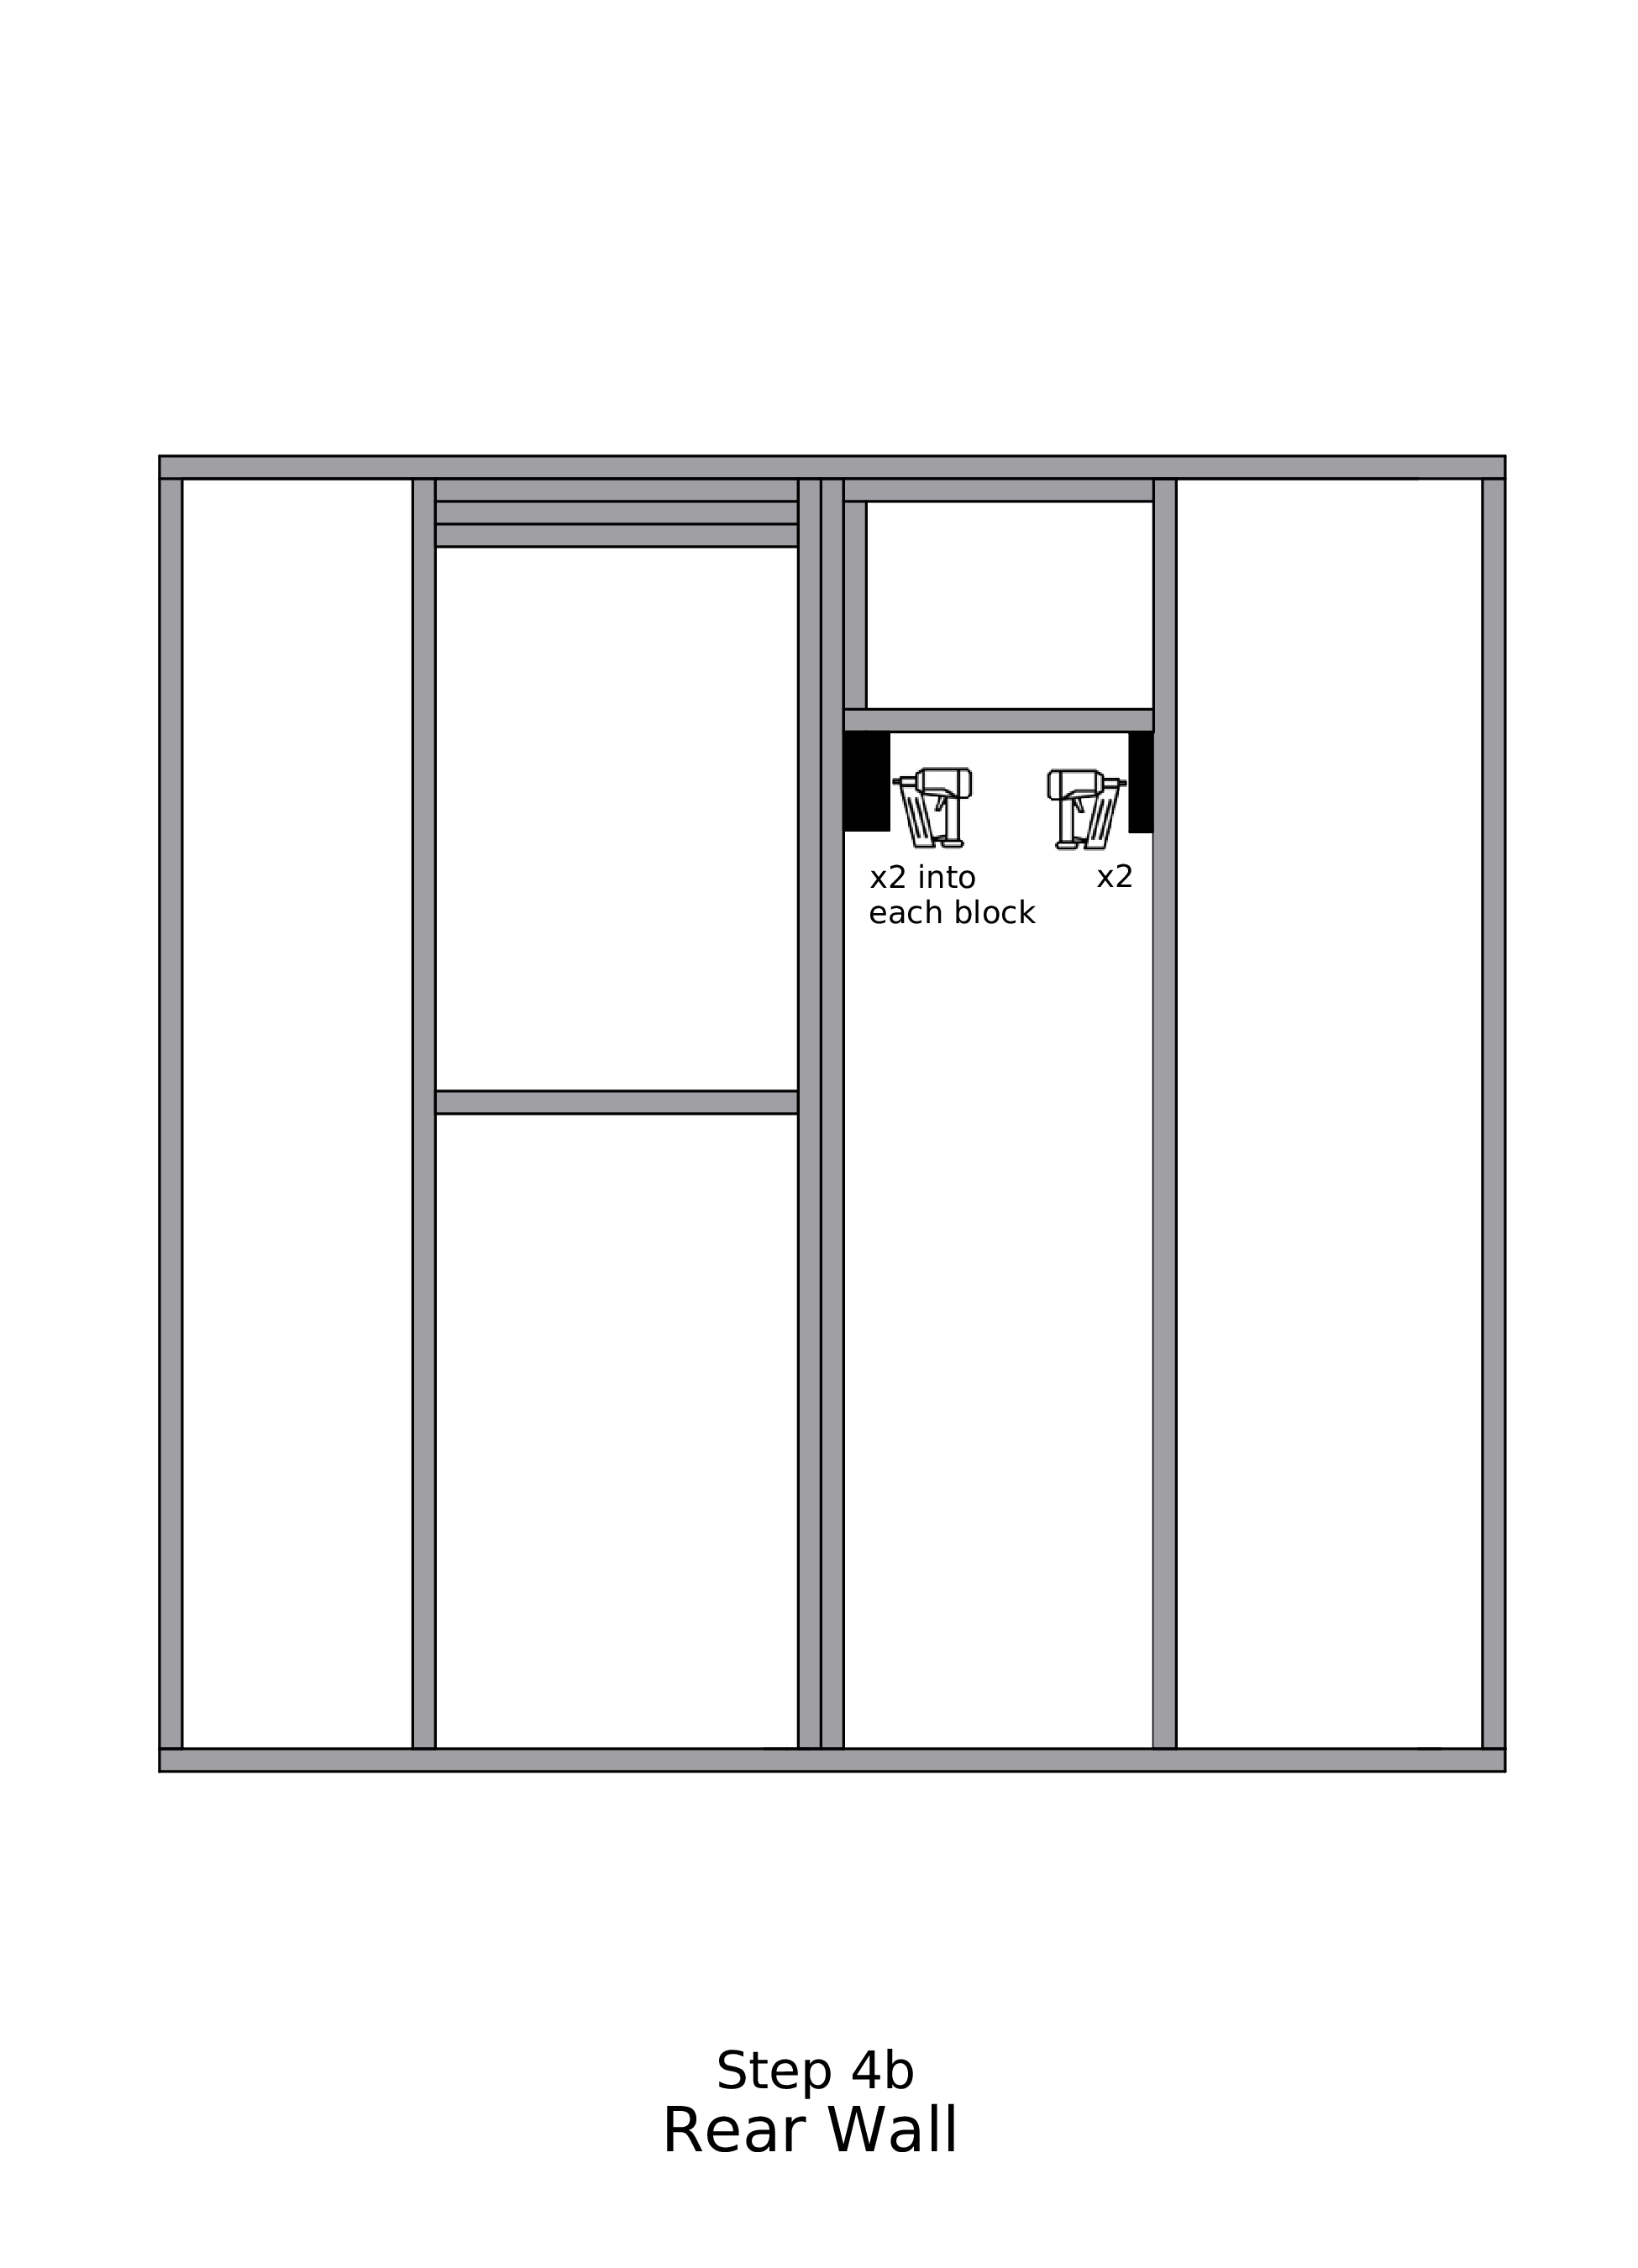 x2 into
each block
x2
Step 4b
Rear Wall